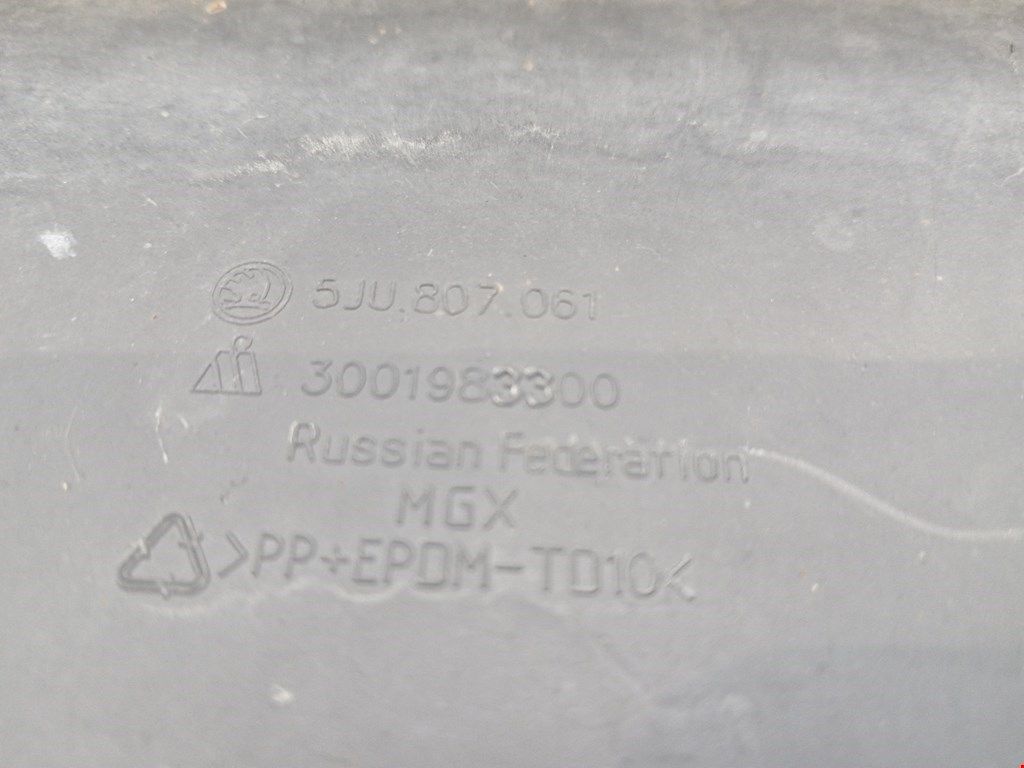 5JU.807.061
3001983300
Russian Federation
MGX
>PP+EPDM-TD10<